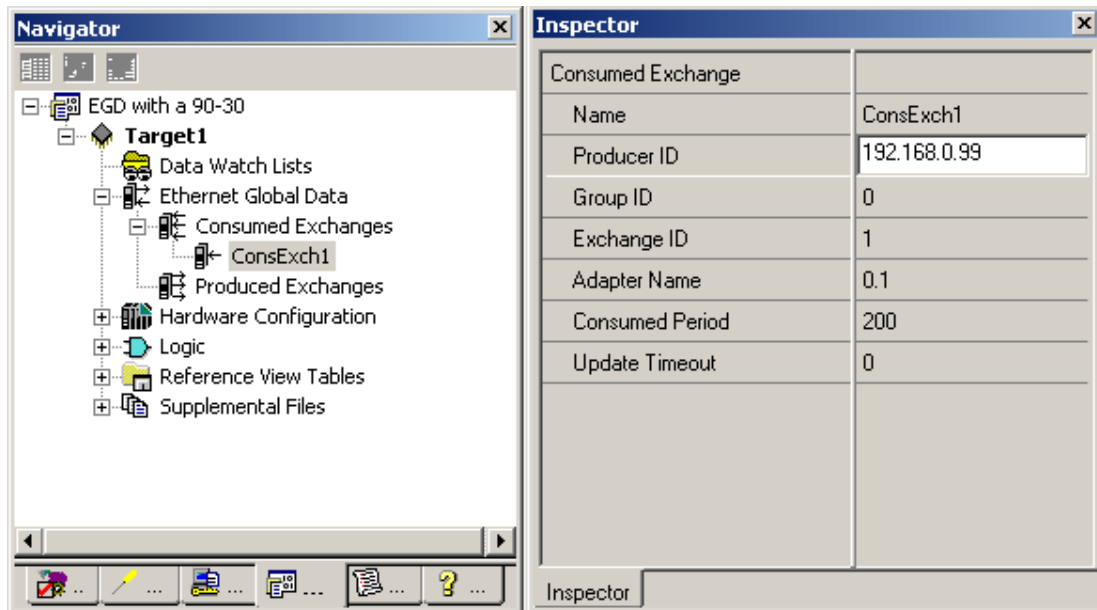 Navigator
EGD with a 90-30
Target1
Data Watch Lists
Ethernet Global Data
Consumed Exchanges
ConsExch1
Produced Exchanges
Hardware Configuration
Logic
Reference View Tables
Supplemental Files
.. ... ... ... ... ...
Inspector
Consumed Exchange
Name ConsExch1
Producer ID 192.168.0.99
Group ID 0
Exchange ID 1
Adapter Name 0.1
Consumed Period 200
Update Timeout 0
Inspector